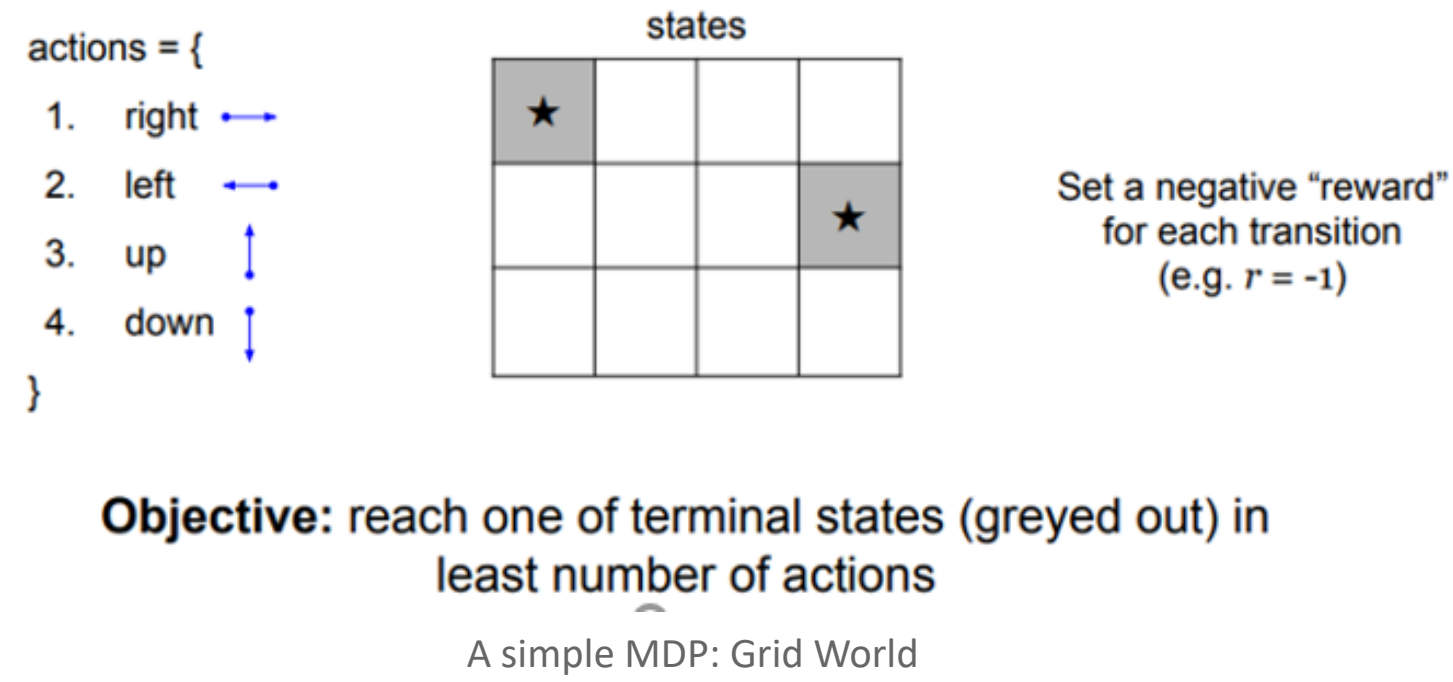 actions = {
1. right
2. left
3. up
4. down
}
states
★
★
Set a negative “reward”
for each transition
(e.g. r = -1)
Objective: reach one of terminal states (greyed out) in
least number of actions
A simple MDP: Grid World